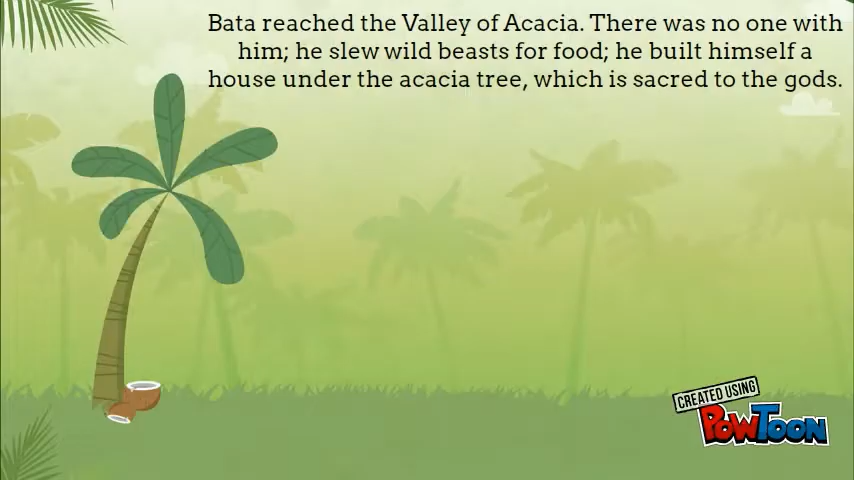 Bata reached the Valley of Acacia. There was no one with
him; he slew wild beasts for food; he built himself a
house under the acacia tree, which is sacred to the gods.
CREATED USING
POWTOON